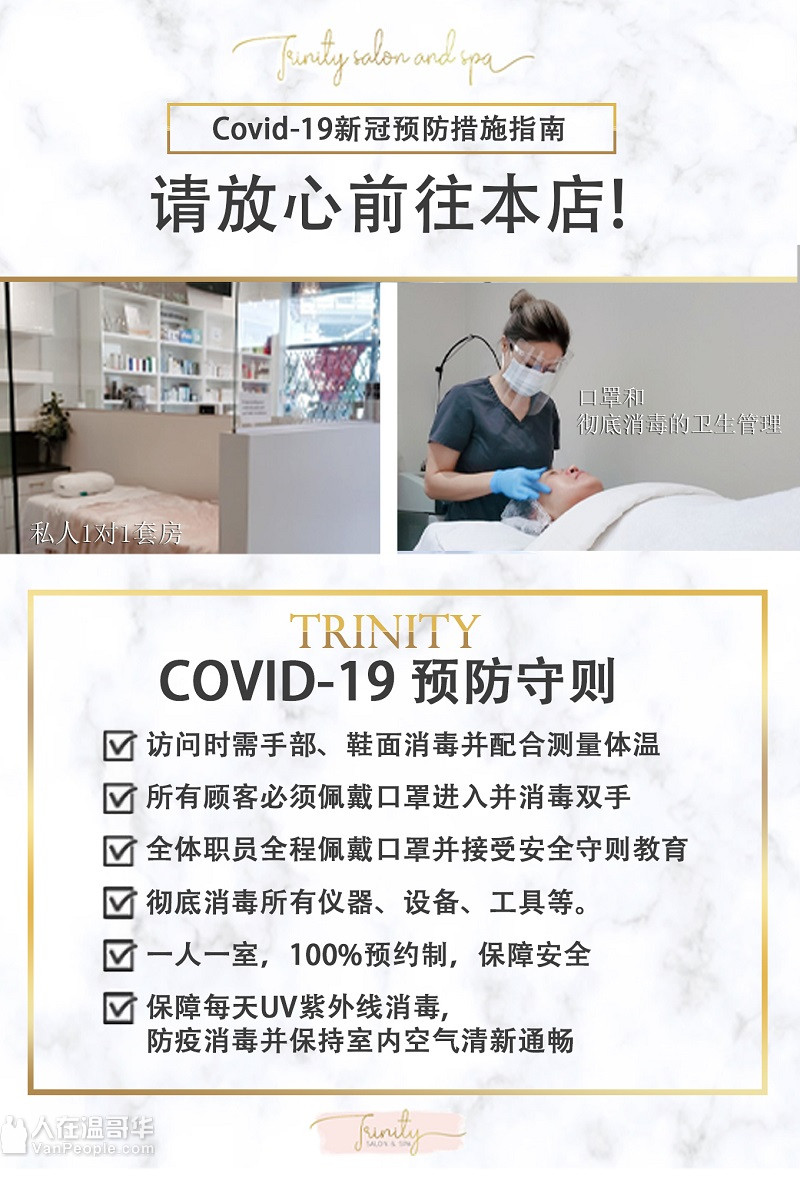 Trinity salon and spa
Covid-19新冠预防措施指南
请放心前往本店!
私人1对1套房
口罩和
彻底消毒的卫生管理
TRINITY
COVID-19 预防守则
访问时需手部、鞋面消毒并配合测量体温
所有顾客必须佩戴口罩进入并消毒双手
全体职员全程佩戴口罩并接受安全守则教育
彻底消毒所有仪器、设备、工具等。
一人一室，100%预约制，保障安全
保障每天UV紫外线消毒,
防疫消毒并保持室内空气清新通畅
人在温哥华
VanPeople.com
Trinity
SALON & SPA